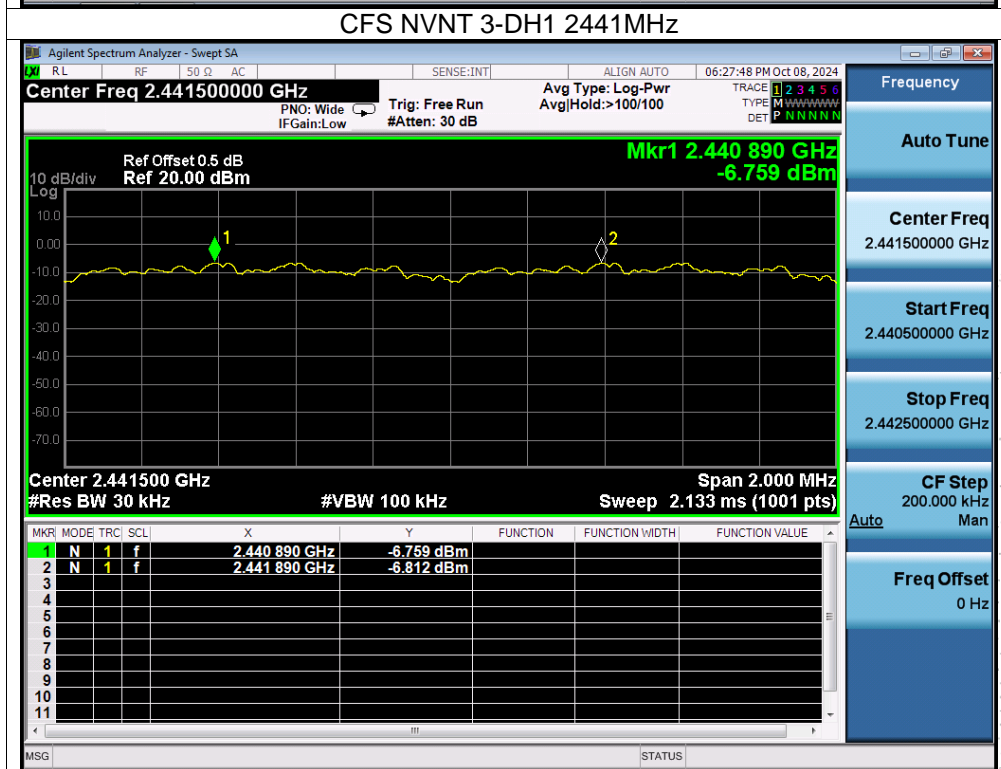 CFS NVNT 3-DH1 2441MHz
Agilent Spectrum Analyzer - Swept SA
LXI RL RF 50 Ω AC SENSE:INT ALIGN AUTO 06:27:48 PM Oct 08, 2024
Center Freq 2.441500000 GHz
PNO: Wide
IFGain:Low
Trig: Free Run
#Atten: 30 dB
Avg Type: Log-Pwr
Avg|Hold:>100/100
TRACE 1 2 3 4 5 6
TYPE M WWWWW
DET P N N N N N
Mkr1 2.440 890 GHz
-6.759 dBm
Ref Offset 0.5 dB
10 dB/div Ref 20.00 dBm
Log
10.0
0.00
-10.0
-20.0
-30.0
-40.0
-50.0
-60.0
-70.0
1
2
Center 2.441500 GHz Span 2.000 MHz
#Res BW 30 kHz #VBW 100 kHz Sweep 2.133 ms (1001 pts)
MKR MODE TRC SCL X Y FUNCTION FUNCTION WIDTH FUNCTION VALUE
1 N 1 f 2.440 890 GHz -6.759 dBm
2 N 1 f 2.441 890 GHz -6.812 dBm
3
4
5
6
7
8
9
10
11
MSG STATUS
Frequency
Auto Tune
Center Freq
2.441500000 GHz
Start Freq
2.440500000 GHz
Stop Freq
2.442500000 GHz
CF Step
200.000 kHz
Auto Man
Freq Offset
0 Hz